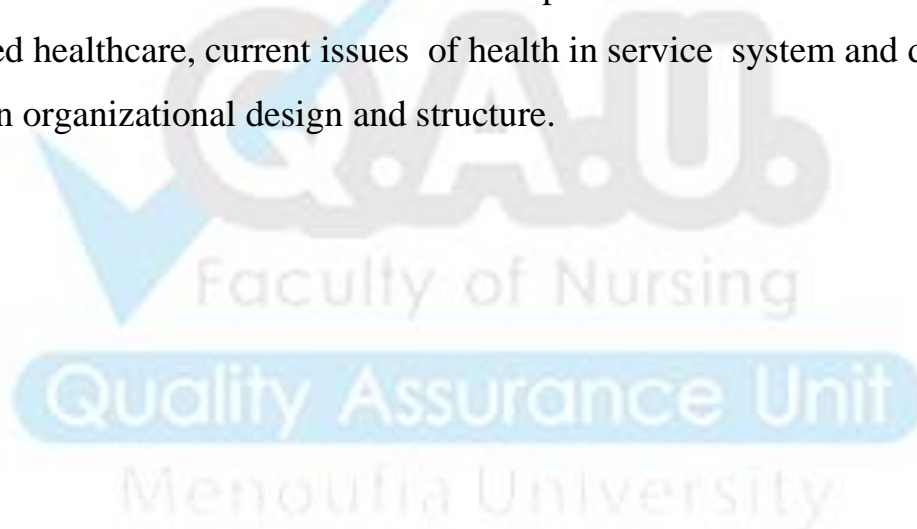 ed healthcare, current issues of health in service system and
n organizational design and structure.
Q.A.U.
Faculty of Nursing
Quality Assurance Unit
Menoufia University